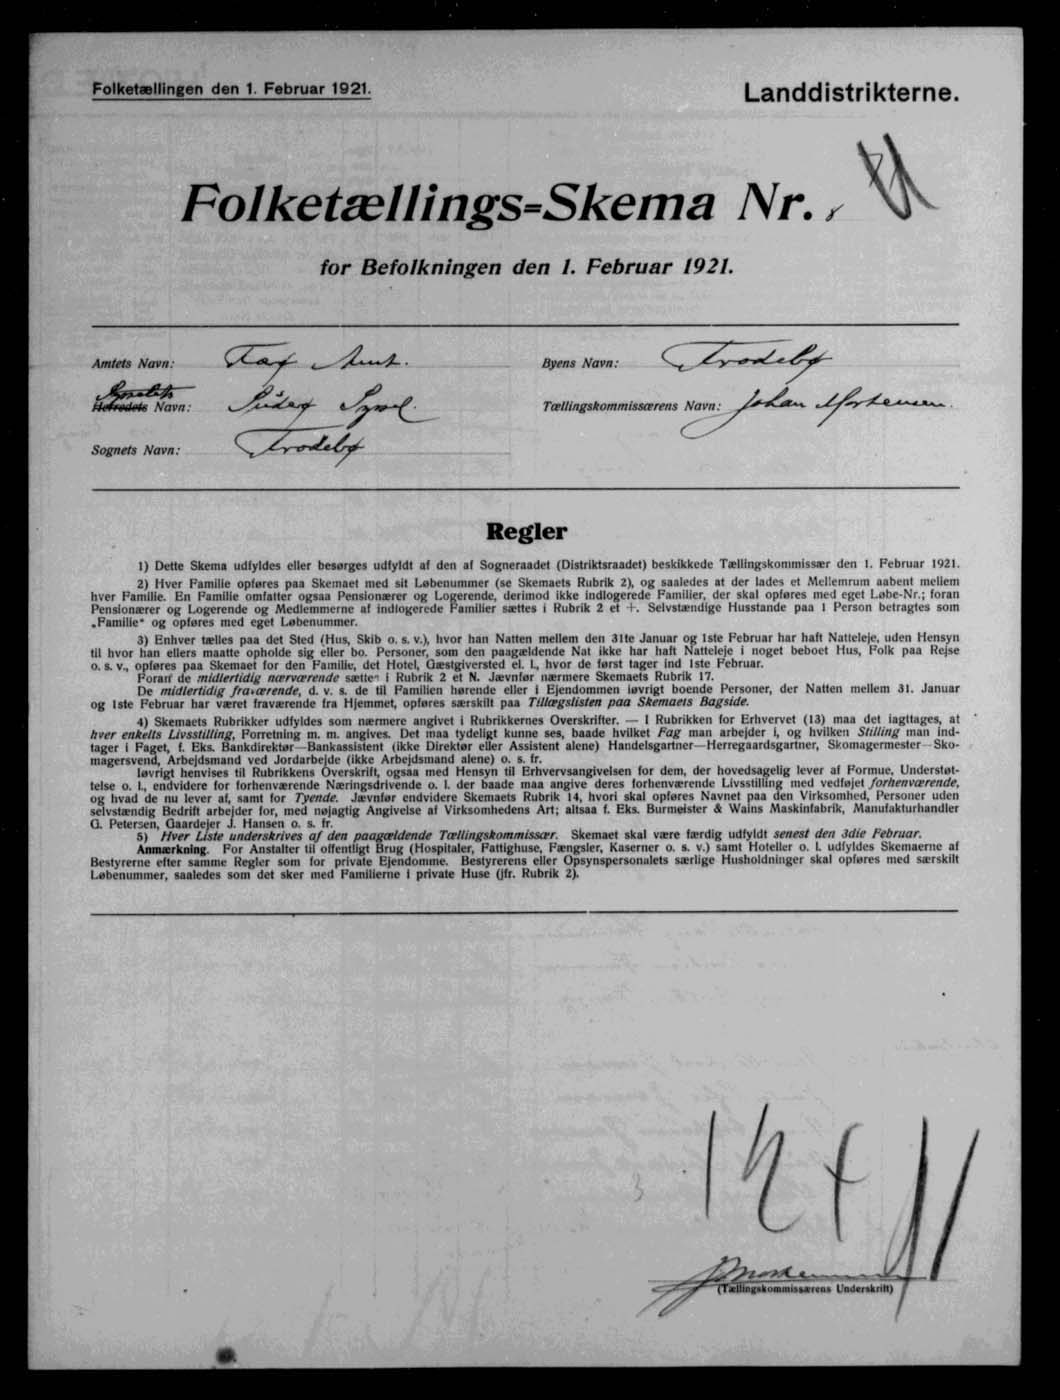 Folketællingen den 1. Februar 1921.
Landdistrikterne.
Folketællings=Skema Nr. 8
for Befolkningen den 1. Februar 1921.
Amtets Navn: Færø Amt.
Byens Navn: Frodebø
Sysselets
Herredets Navn: Suderø Syssel.
Tællingskommissærens Navn: Johan Mortensen.
Sognets Navn: Frodebø
Regler
1) Dette Skema udfyldes eller besørges udfyldt af den af Sogneraadet (Distriktsraadet) beskikkede Tællingskommissær den 1. Februar 1921.
2) Hver Familie opføres paa Skemaet med sit Løbenummer (se Skemaets Rubrik 2), og saaledes at der lades et Mellemrum aabent mellem
hver Familie. En Familie omfatter ogsaa Pensionærer og Logerende, derimod ikke indlogerede Familier, der skal opføres med eget Løbe-Nr.; foran
Pensionærer og Logerende og Medlemmerne af indlogerede Familier sættes i Rubrik 2 et +. Selvstændige Husstande paa 1 Person betragtes som
„Familie" og opføres med eget Løbenummer.
3) Enhver tælles paa det Sted (Hus, Skib o. s. v.), hvor han Natten mellem den 31te Januar og 1ste Februar har haft Natteleje, uden Hensyn
til hvor han ellers maatte opholde sig eller bo. Personer, som den paagældende Nat ikke har haft Natteleje i noget beboet Hus, Folk paa Rejse
o. s. v., opføres paa Skemaet for den Familie, det Hotel, Gæstgiversted el. l., hvor de først tager ind 1ste Februar.
Foran de midlertidig nærværende sættes i Rubrik 2 et N. Jævnfør nærmere Skemaets Rubrik 17.
De midlertidig fraværende, d. v. s. de til Familien hørende eller i Ejendommen iøvrigt boende Personer, der Natten mellem 31. Januar
og 1ste Februar har været fraværende fra Hjemmet, opføres særskilt paa Tillægslisten paa Skemaets Bagside.
4) Skemaets Rubrikker udfyldes som nærmere angivet i Rubrikkernes Overskrifter. — I Rubrikken for Erhvervet (13) maa det iagttages, at
hver enkelts Livsstilling, Forretning m. m. angives. Det maa tydeligt kunne ses, baade hvilket Fag man arbejder i, og hvilken Stilling man ind-
tager i Faget, f. Eks. Bankdirektør—Bankassistent (ikke Direktør eller Assistent alene) Handelsgartner—Herregaardsgartner, Skomagermester—Sko-
magersvend, Arbejdsmand ved Jordarbejde (ikke Arbejdsmand alene) o. s. fr.
Iøvrigt henvises til Rubrikkens Overskrift, ogsaa med Hensyn til Erhvervsangivelsen for dem, der hovedsagelig lever af Formue, Understøt-
telse o. l., endvidere for forhenværende Næringsdrivende o. l. der baade maa angive deres forhenværende Livsstilling med vedføjet forhenværende,
og hvad de nu lever af, samt for Tyende. Jævnfør endvidere Skemaets Rubrik 14, hvori skal opføres Navnet paa den Virksomhed, Personer uden
selvstændig Bedrift arbejder for, med nøjagtig Angivelse af Virksomhedens Art; altsaa f. Eks. Burmeister & Wains Maskinfabrik, Manufakturhandler
G. Petersen, Gaardejer J. Hansen o. s. fr.
5) Hver Liste underskrives af den paagældende Tællingskommissær. Skemaet skal være færdig udfyldt senest den 3die Februar.
Anmærkning. For Anstalter til offentligt Brug (Hospitaler, Fattighuse, Fængsler, Kaserner o. s. v.) samt Hoteller o. l. udfyldes Skemaerne af
Bestyrerne efter samme Regler som for private Ejendomme. Bestyrerens eller Opsynspersonalets særlige Husholdninger skal opføres med særskilt
Løbenummer, saaledes som det sker med Familierne i private Huse (jfr. Rubrik 2).
3
JMortensen
(Tællingskommissærens Underskrift)